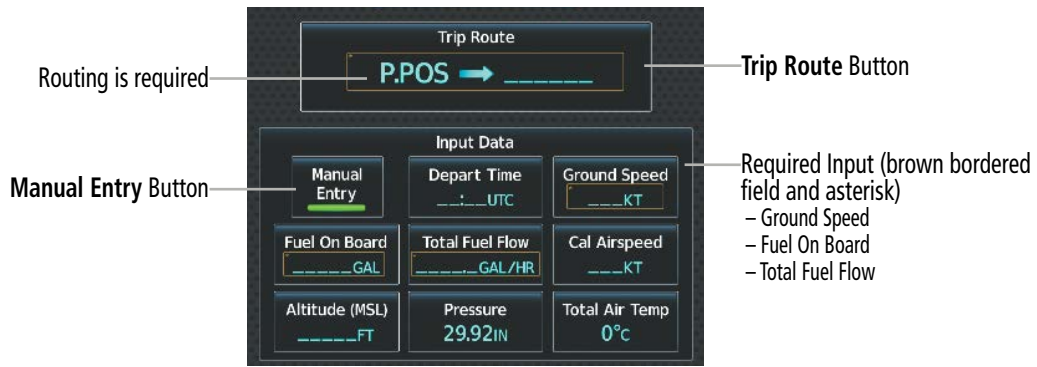 Trip Route
P.POS → ______
Routing is required
Trip Route Button
Input Data
Manual Entry Button
Manual
Entry
Depart Time
__:__UTC
Ground Speed
___KT
Required Input (brown bordered
field and asterisk)
– Ground Speed
– Fuel On Board
– Total Fuel Flow
Fuel On Board
_____GAL
Total Fuel Flow
____._GAL/HR
Cal Airspeed
___KT
Altitude (MSL)
_____FT
Pressure
29.92IN
Total Air Temp
0°C